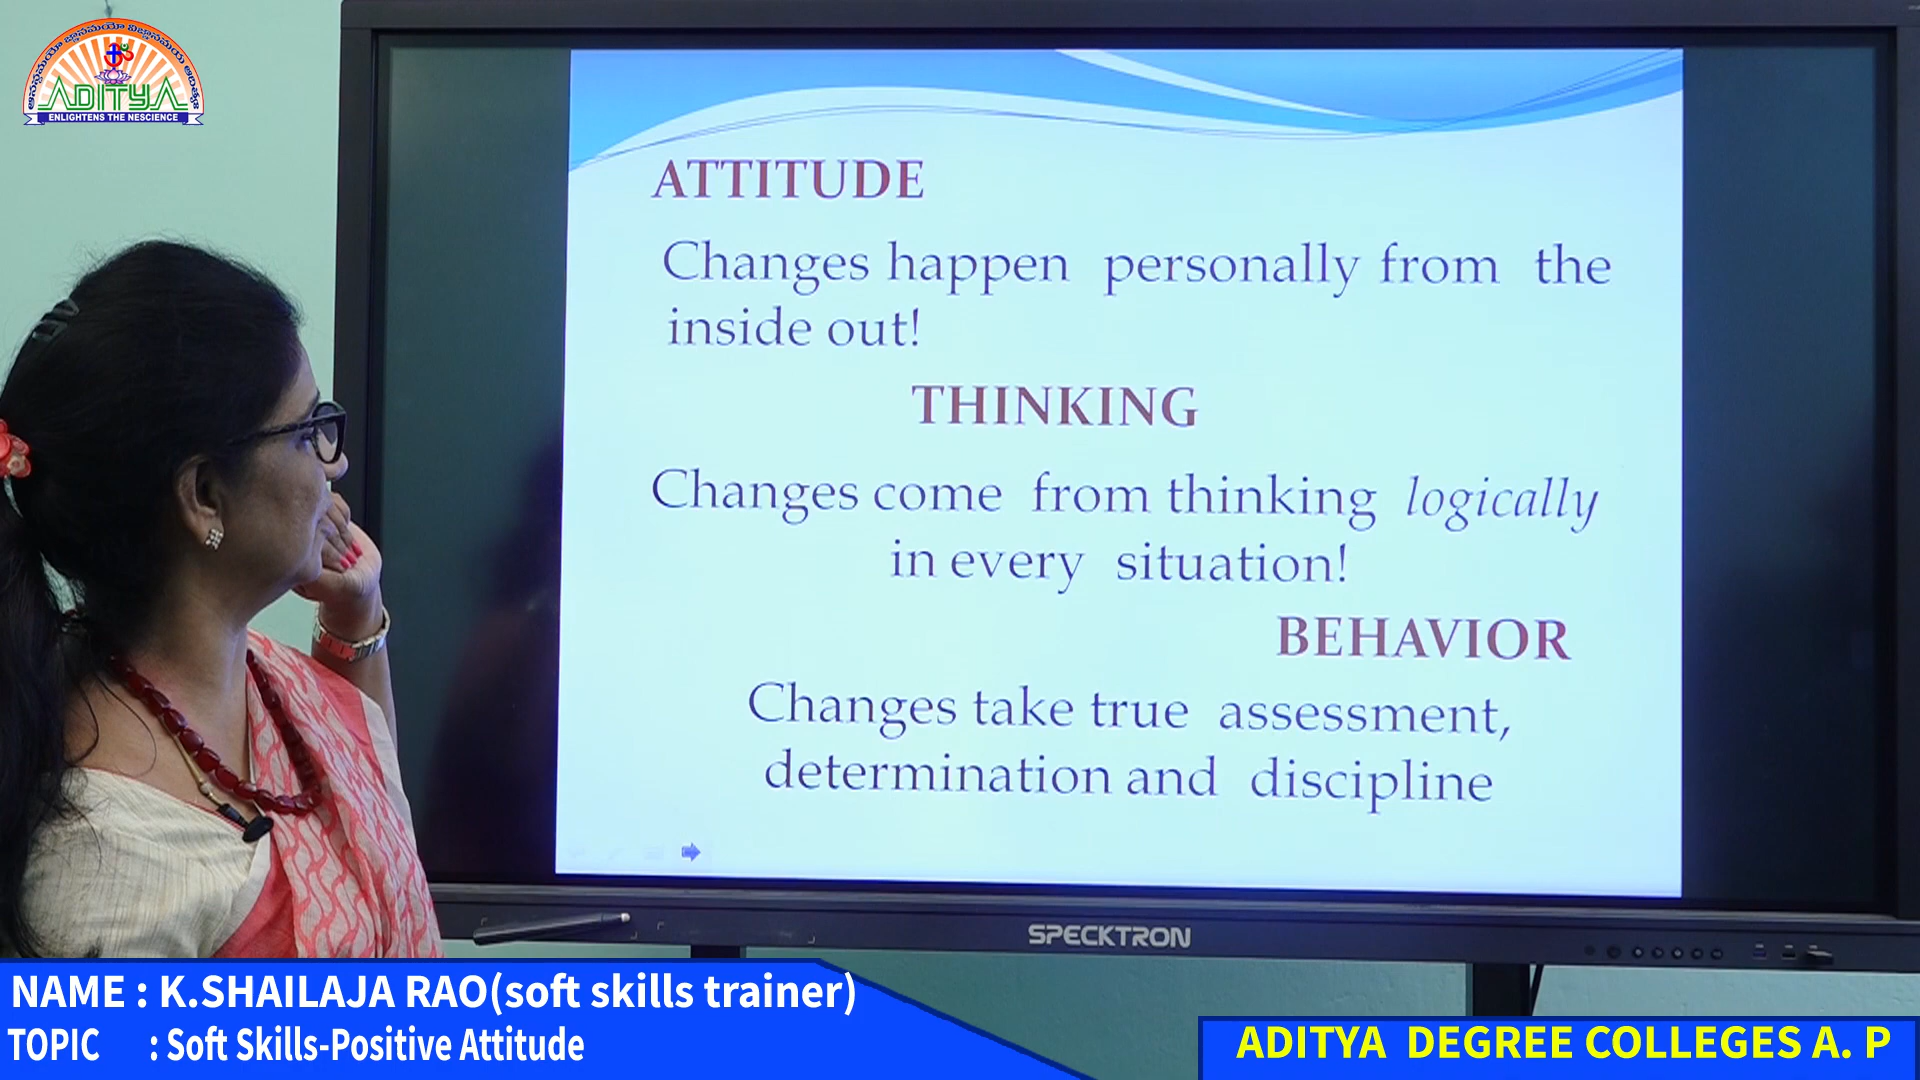 ADITYA
ENLIGHTENS THE NESCIENCE
ATTITUDE
Changes happen personally from the
inside out!
THINKING
Changes come from thinking logically
in every situation!
BEHAVIOR
Changes take true assessment,
determination and discipline
SPECKTRON
NAME : K.SHAILAJA RAO(soft skills trainer)
TOPIC : Soft Skills-Positive Attitude
ADITYA DEGREE COLLEGES A. P